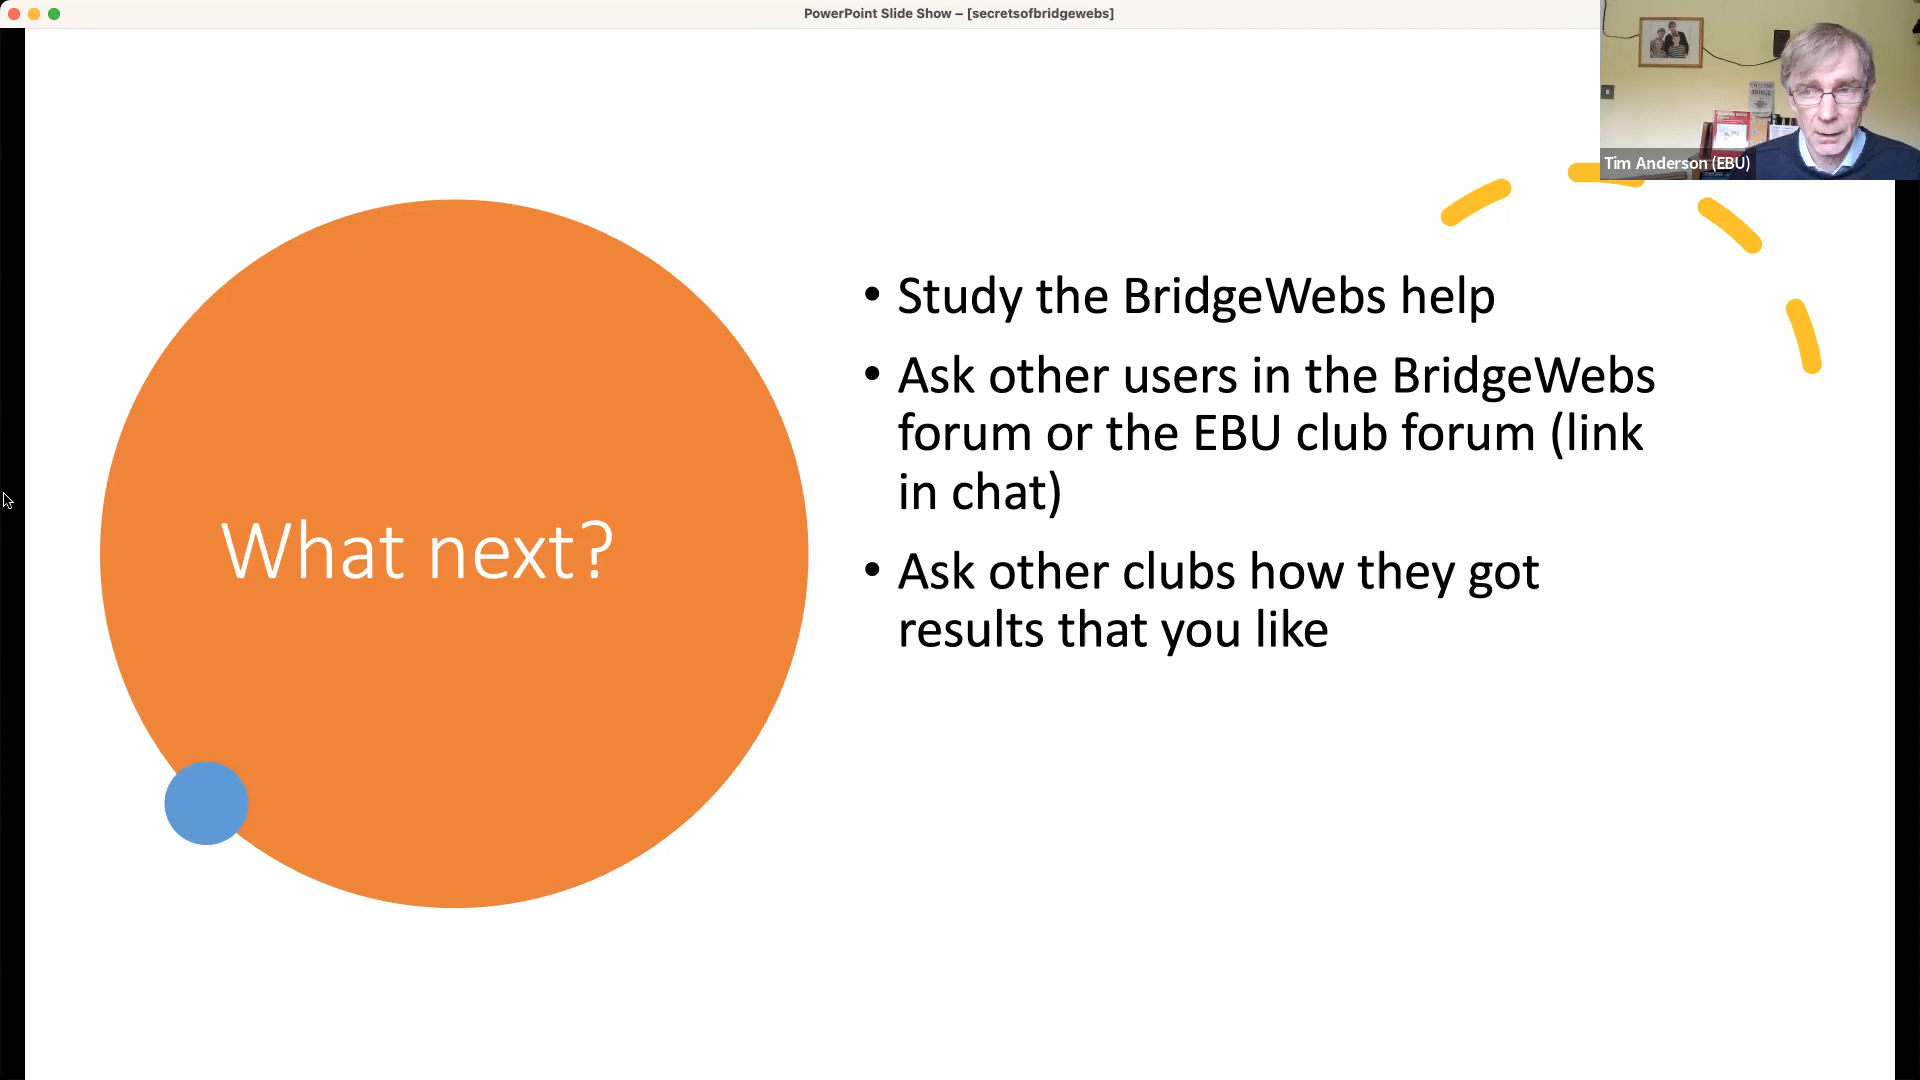 PowerPoint Slide Show – [secretsofbridgewebs]
Tim Anderson (EBU)
What next?
• Study the BridgeWebs help
• Ask other users in the BridgeWebs
forum or the EBU club forum (link
in chat)
• Ask other clubs how they got
results that you like